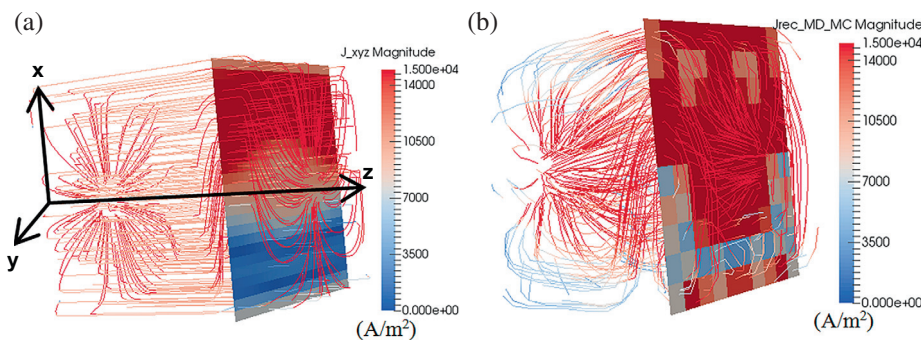 (a)
J_xyz Magnitude
1.500e+04
14000
10500
7000
3500
0.000e+00
(A/m²)
x
y
z
(b)
Jrec_MD_MC Magnitude
1.500e+04
14000
10500
7000
3500
0.000e+00
(A/m²)